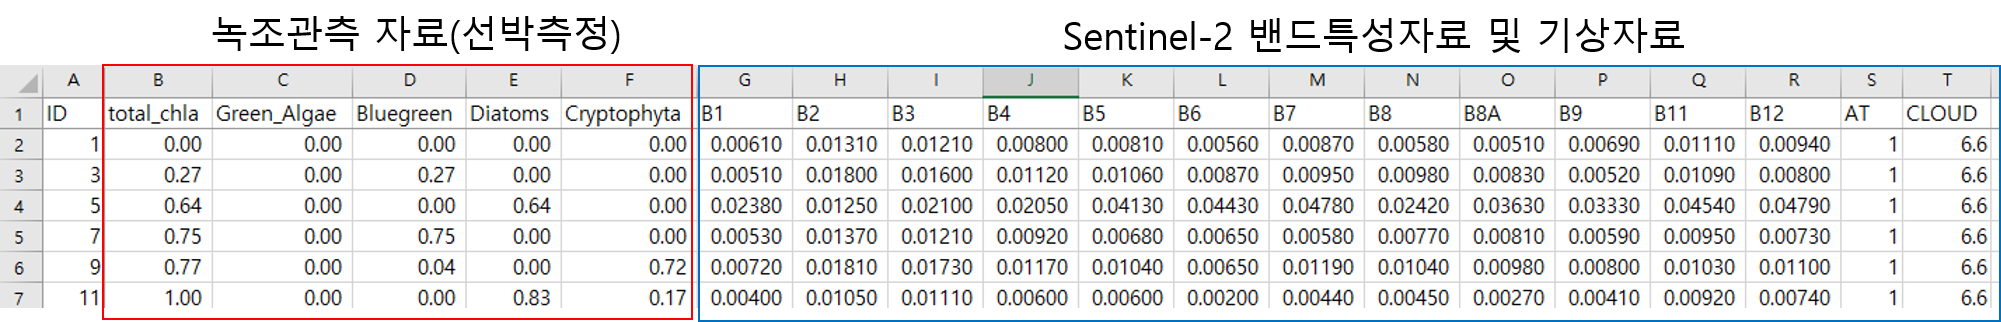 녹조관측 자료(선박측정) Sentinel-2 밴드특성자료 및 기상자료
A B C D E F G H I J K L M N O P Q R S T
1 ID total_chla Green_Algae Bluegreen Diatoms Cryptophyta B1 B2 B3 B4 B5 B6 B7 B8 B8A B9 B11 B12 AT CLOUD
2 1 0.00 0.00 0.00 0.00 0.00 0.00610 0.01310 0.01210 0.00800 0.00810 0.00560 0.00870 0.00580 0.00510 0.00690 0.01110 0.00940 1 6.6
3 3 0.27 0.00 0.27 0.00 0.00 0.00510 0.01800 0.01600 0.01120 0.01060 0.00870 0.00950 0.00980 0.00830 0.00520 0.01090 0.00800 1 6.6
4 5 0.64 0.00 0.00 0.64 0.00 0.02380 0.01250 0.02100 0.02050 0.04130 0.04430 0.04780 0.02420 0.03630 0.03330 0.04540 0.04790 1 6.6
5 7 0.75 0.00 0.75 0.00 0.00 0.00530 0.01370 0.01210 0.00920 0.00680 0.00650 0.00580 0.00770 0.00810 0.00590 0.00950 0.00730 1 6.6
6 9 0.77 0.00 0.04 0.00 0.72 0.00720 0.01810 0.01730 0.01170 0.01040 0.00650 0.01190 0.01040 0.00980 0.00800 0.01030 0.01100 1 6.6
7 11 1.00 0.00 0.00 0.83 0.17 0.00400 0.01050 0.01110 0.00600 0.00600 0.00200 0.00440 0.00450 0.00270 0.00410 0.00920 0.00740 1 6.6